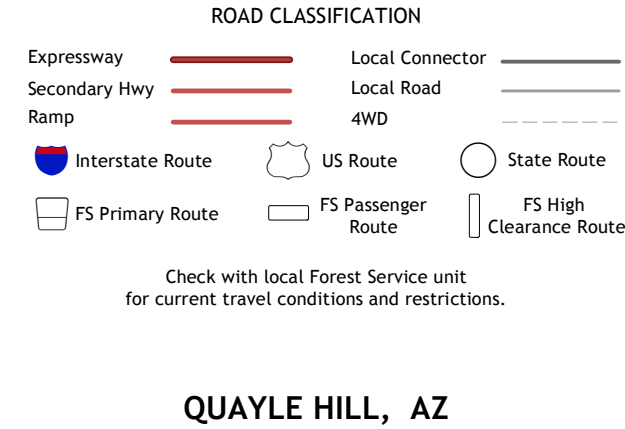 ROAD CLASSIFICATION
Expressway
Local Connector
Secondary Hwy
Local Road
Ramp
4WD
Interstate Route
US Route
State Route
FS Primary Route
FS Passenger
Route
FS High
Clearance Route
Check with local Forest Service unit
for current travel conditions and restrictions.
QUAYLE HILL, AZ